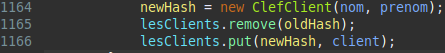 1164 newHash = new ClefClient(nom, prenom);
1165 lesClients.remove(oldHash);
1166 lesClients.put(newHash, client);